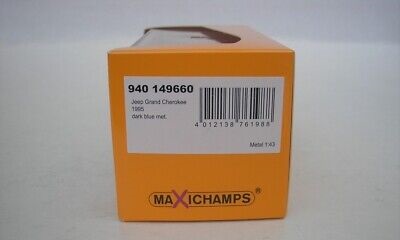 940 149660
Jeep Grand Cherokee
1995
dark blue met.
4 012138 761988
Metal 1:43
MAXICHAMPS®